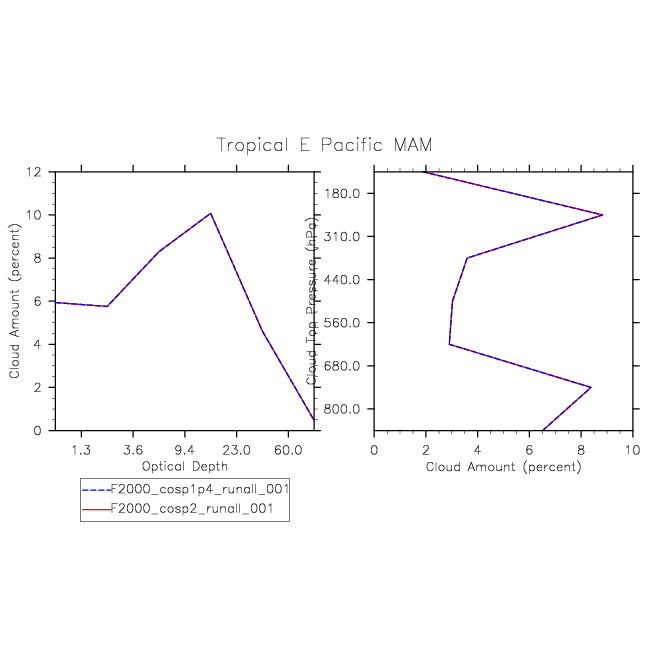 Tropical E Pacific MAM
Cloud Amount (percent)
12
10
8
6
4
2
0
1.3 3.6 9.4 23.0 60.0
Optical Depth
Cloud Top Pressure (hPa)
180.0
310.0
440.0
560.0
680.0
800.0
0 2 4 6 8 10
Cloud Amount (percent)
F2000_cosp1p4_runall_001
F2000_cosp2_runall_001